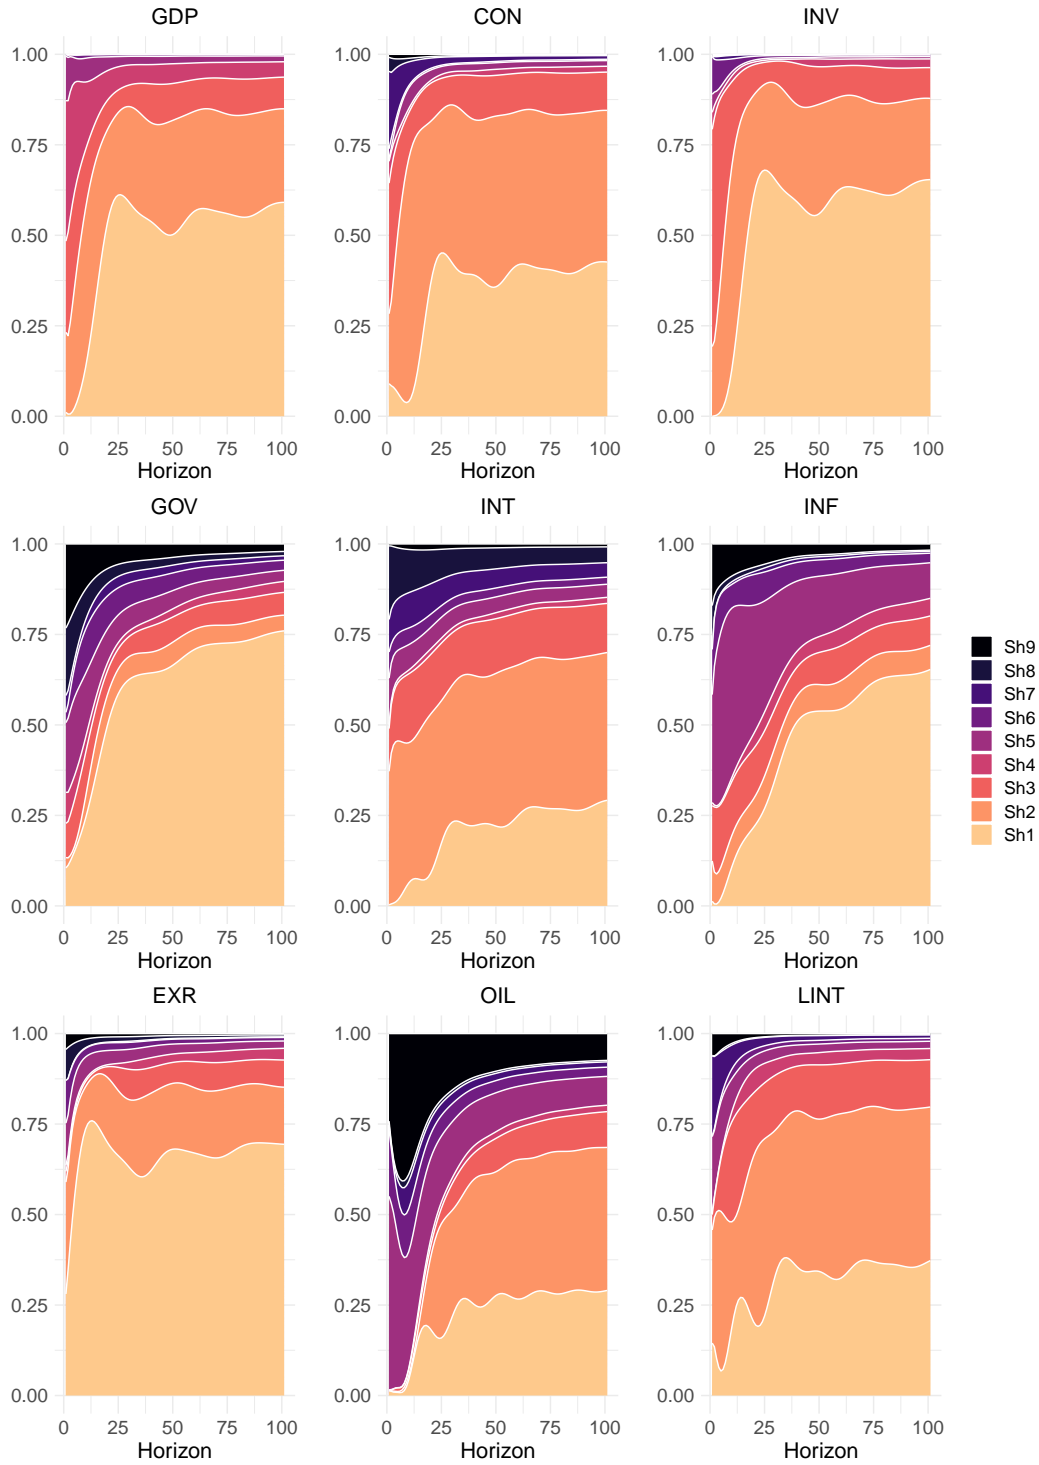 GDP CON INV
1.00 1.00 1.00
0.75 0.75 0.75
0.50 0.50 0.50
0.25 0.25 0.25
0.00 0.00 0.00
0 25 50 75 100 0 25 50 75 100 0 25 50 75 100
Horizon Horizon Horizon
GOV INT INF
1.00 1.00 1.00
0.75 0.75 0.75
0.50 0.50 0.50
0.25 0.25 0.25
0.00 0.00 0.00
0 25 50 75 100 0 25 50 75 100 0 25 50 75 100
Horizon Horizon Horizon
Sh9
Sh8
Sh7
Sh6
Sh5
Sh4
Sh3
Sh2
Sh1
EXR OIL LINT
1.00 1.00 1.00
0.75 0.75 0.75
0.50 0.50 0.50
0.25 0.25 0.25
0.00 0.00 0.00
0 25 50 75 100 0 25 50 75 100 0 25 50 75 100
Horizon Horizon Horizon